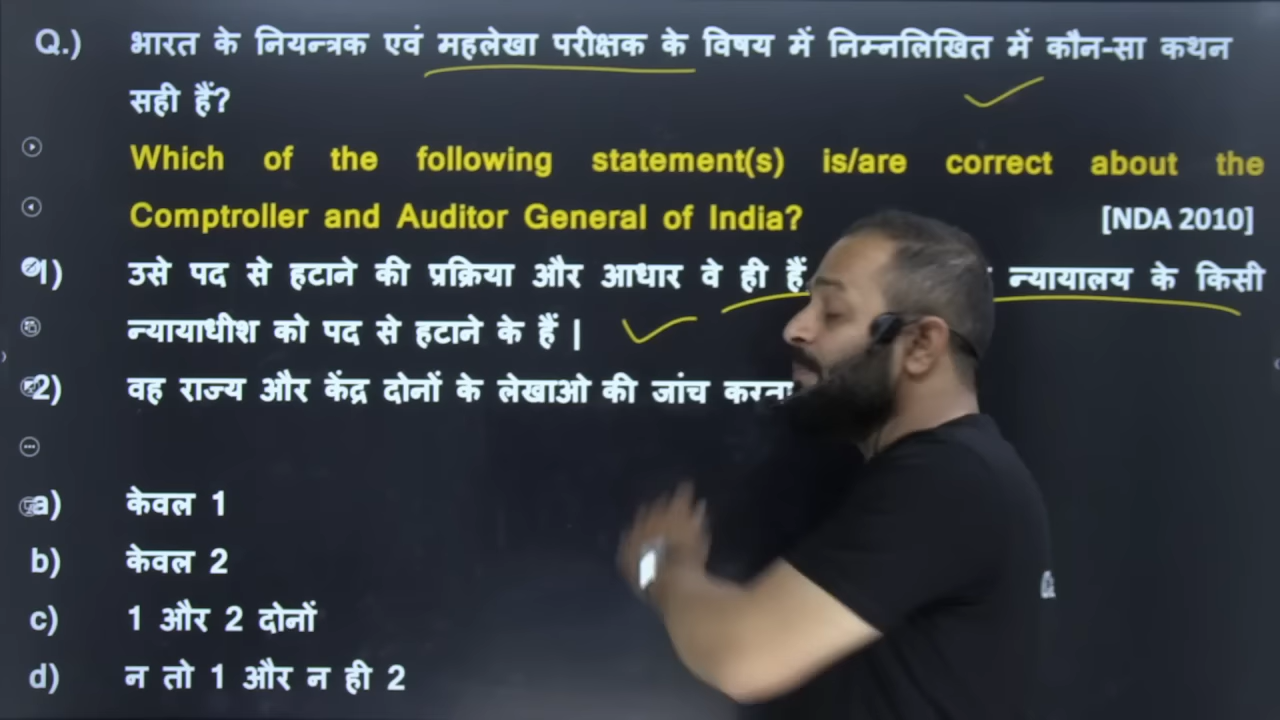 Q.) भारत के नियन्त्रक एवं महलेखा परीक्षक के विषय में निम्नलिखित में कौन-सा कथन
सही हैं?
Which of the following statement(s) is/are correct about the
Comptroller and Auditor General of India? [NDA 2010]
1) उसे पद से हटाने की प्रक्रिया और आधार वे ही हैं न्यायालय के किसी
न्यायाधीश को पद से हटाने के हैं |
2) वह राज्य और केंद्र दोनों के लेखाओ की जांच करता
a) केवल 1
b) केवल 2
c) 1 और 2 दोनों
d) न तो 1 और न ही 2